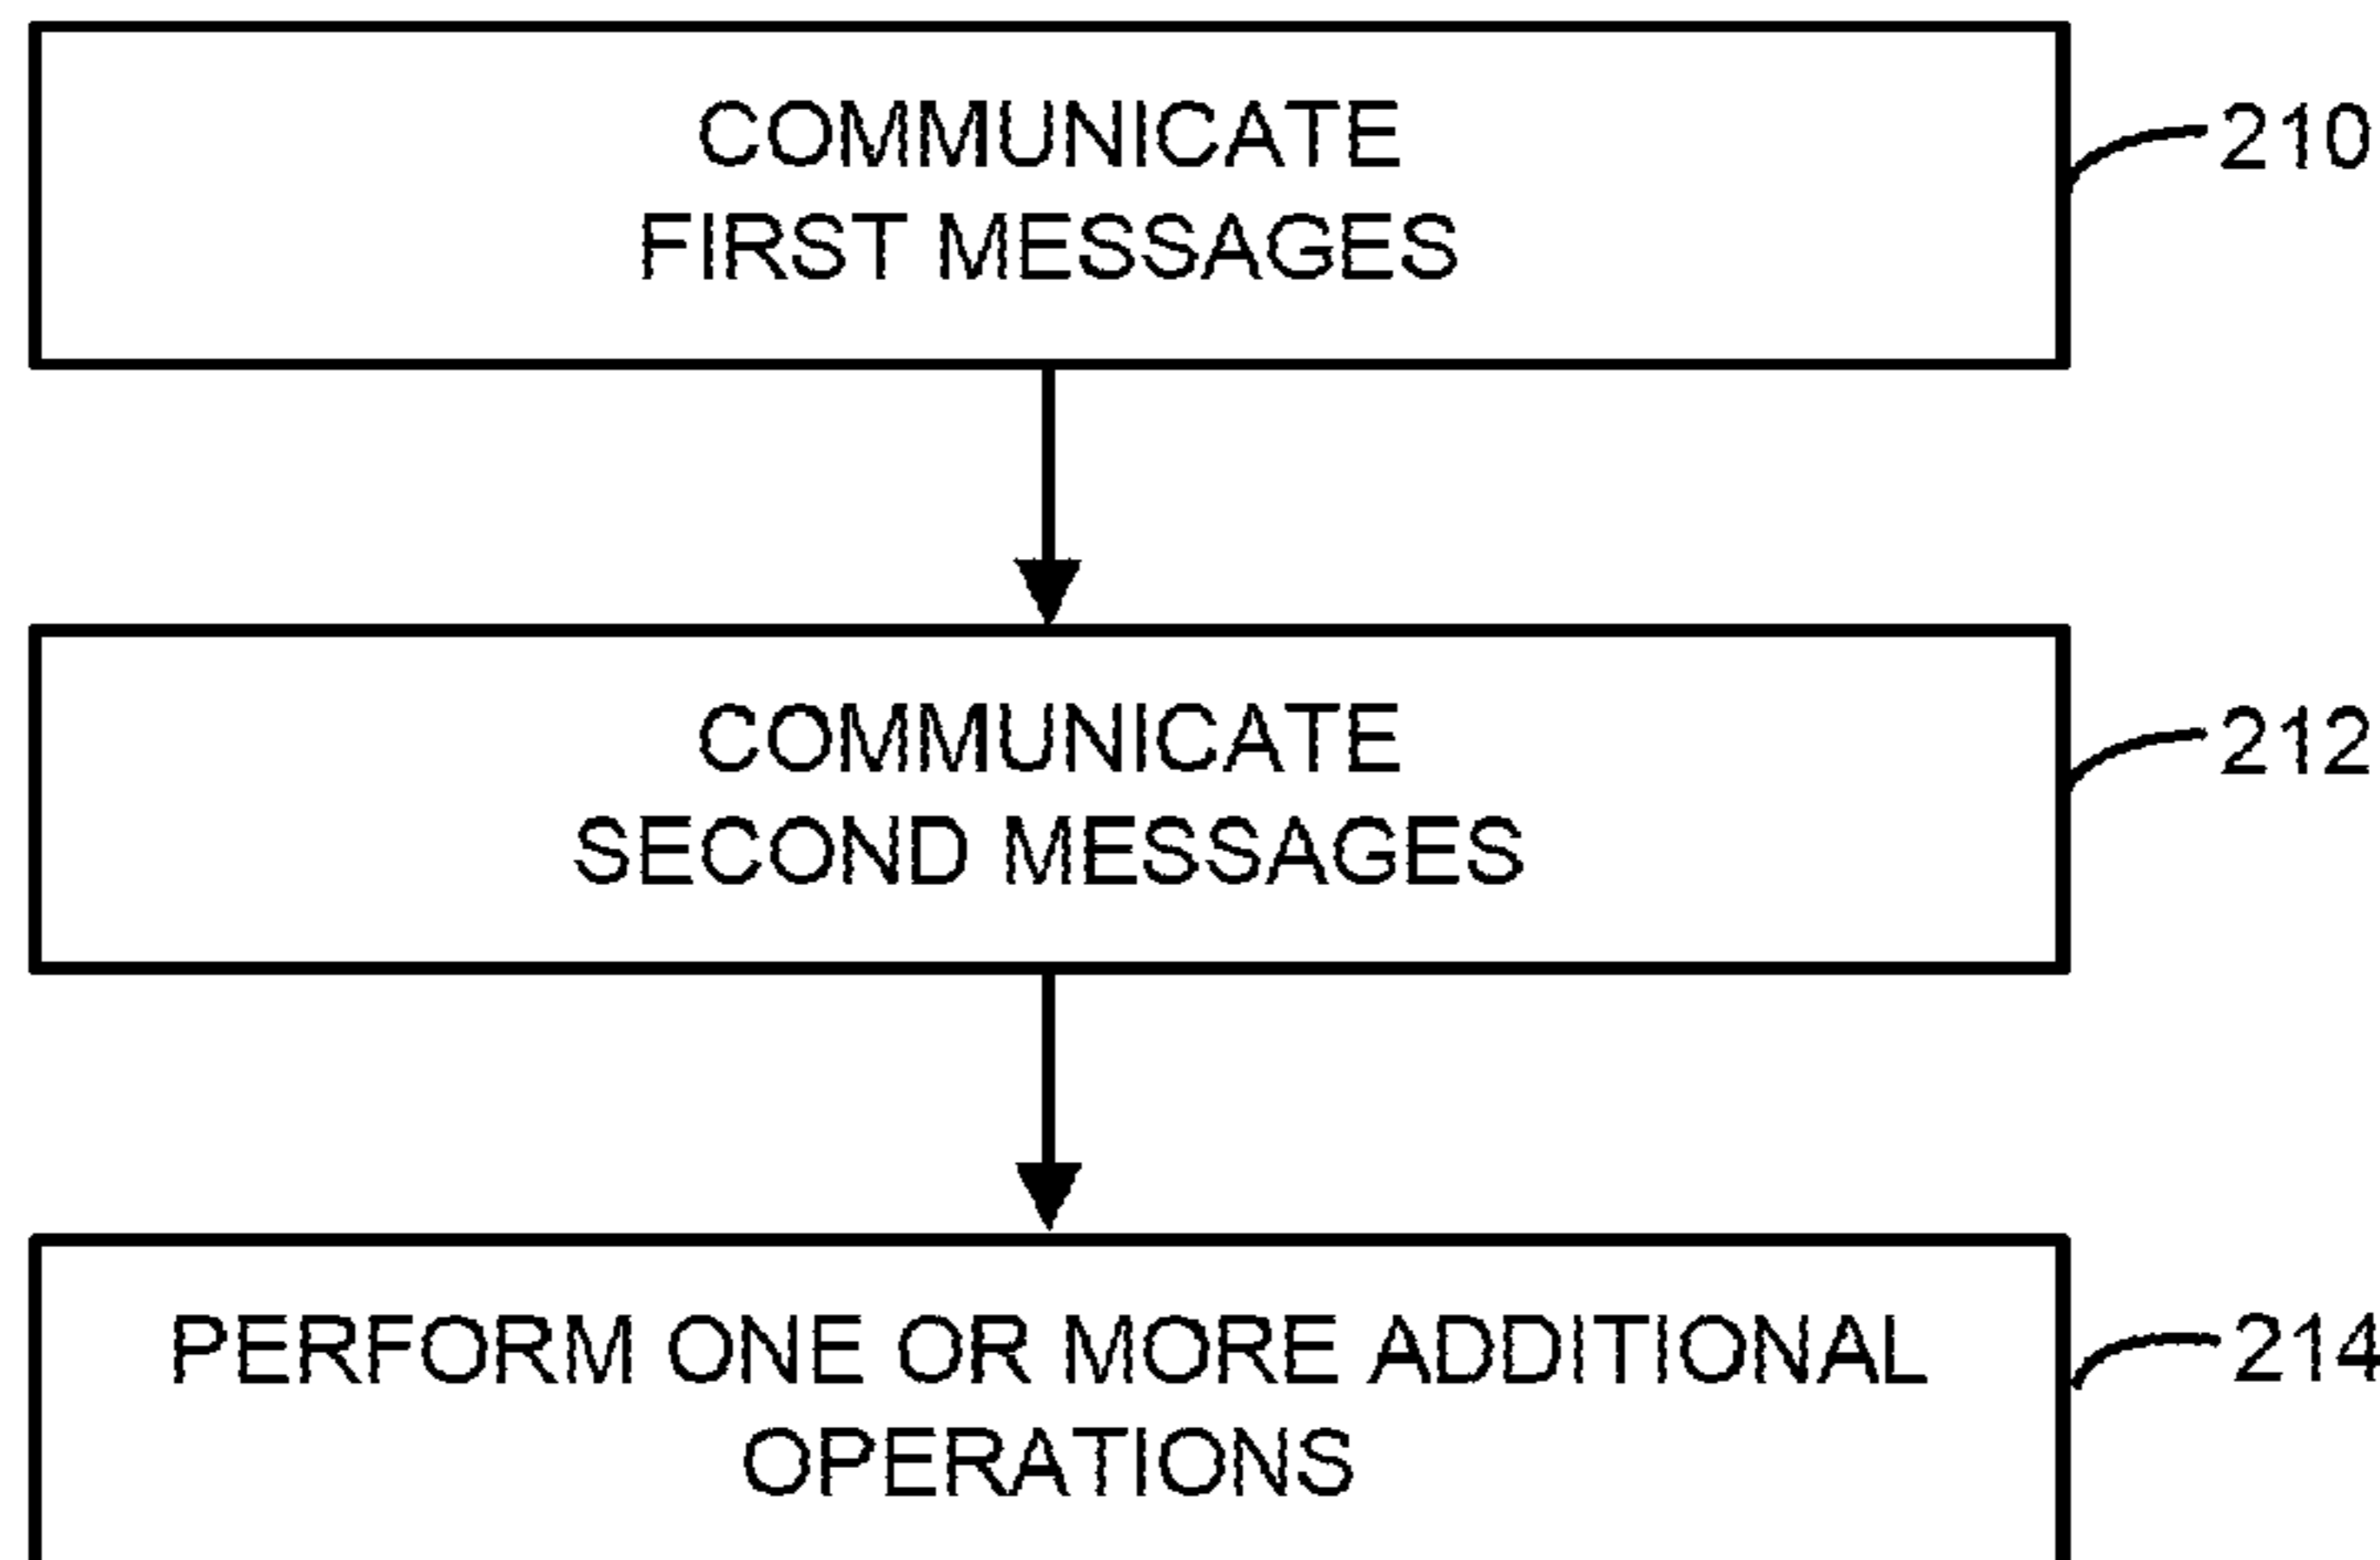 COMMUNICATE
FIRST MESSAGES
210
COMMUNICATE
SECOND MESSAGES
212
PERFORM ONE OR MORE ADDITIONAL
OPERATIONS
214